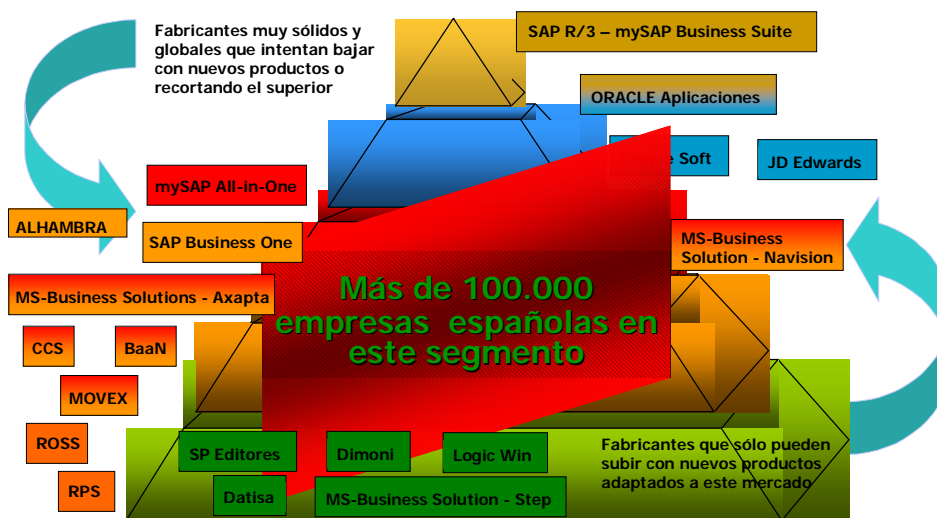 Fabricantes muy sólidos y
globales que intentan bajar
con nuevos productos o
recortando el superior
SAP R/3 – mySAP Business Suite
ORACLE Aplicaciones
Soft
JD Edwards
mySAP All-in-One
ALHAMBRA
SAP Business One
MS-Business
Solution - Navision
MS-Business Solutions - Axapta
Más de 100.000
empresas españolas en
este segmento
CCS
BaaN
MOVEX
ROSS
RPS
SP Editores
Dimoni
Logic Win
Datisa
MS-Business Solution - Step
Fabricantes que sólo pueden
subir con nuevos productos
adaptados a este mercado